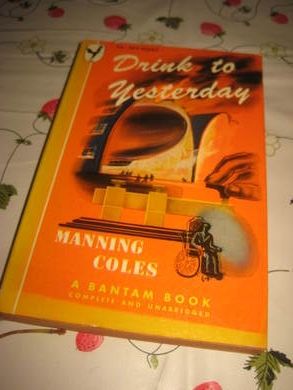 Drink to
Yesterday
MANNING
COLES
A BANTAM BOOK
COMPLETE AND UNABRIDGED